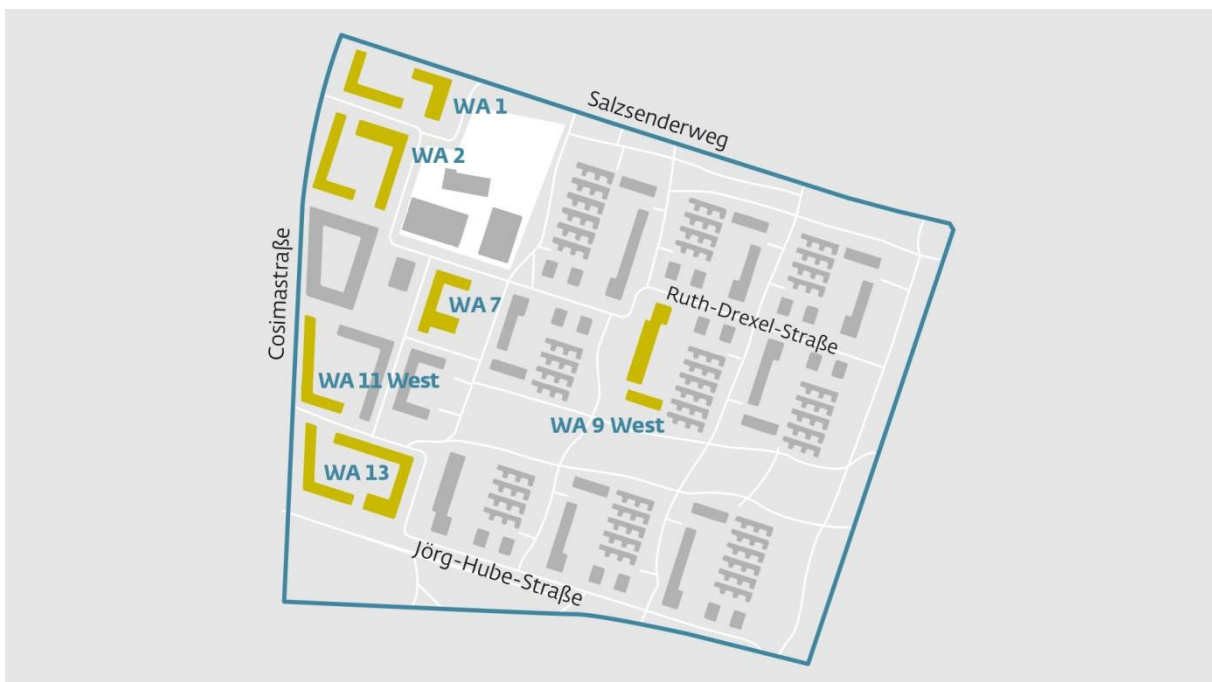 WA 1
Salzsenderweg
WA 2
Cosimastraße
WA 7
Ruth-Drexel-Straße
WA 11 West
WA 9 West
WA 13
Jörg-Hube-Straße